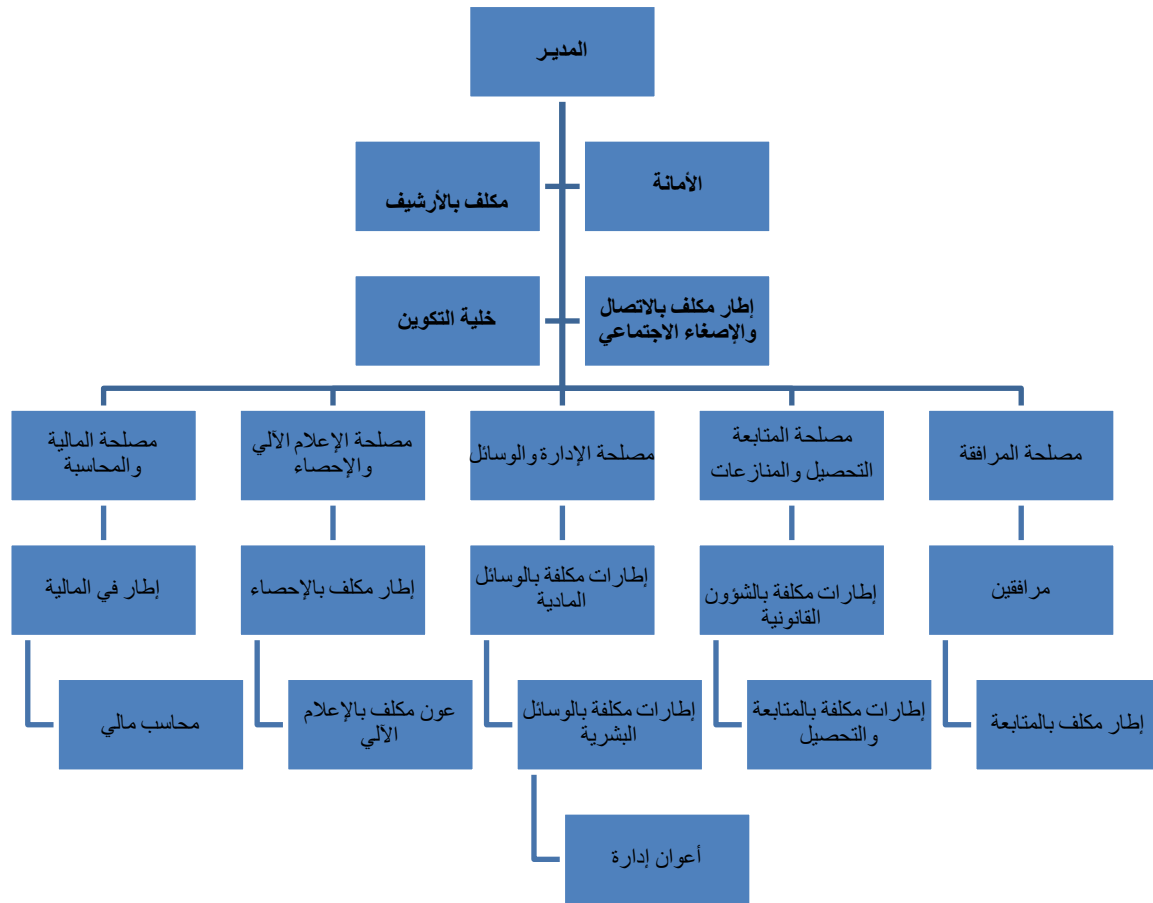 المديـر
الأمانة
مكلف بالأرشيف
إطار مكلف بالاتصال
والإصغاء الاجتماعي
خلية التكوين
مصلحة المرافقة
مصلحة المتابعة
التحصيل والمنازعات
مصلحة الإدارة والوسائل
مصلحة الإعلام الآلي
والإحصاء
مصلحة المالية
والمحاسبة
مرافقين
إطارات مكلفة بالشؤون
القانونية
إطارات مكلفة بالوسائل
المادية
إطار مكلف بالإحصاء
إطار في المالية
إطار مكلف بالمتابعة
إطارات مكلفة بالمتابعة
والتحصيل
إطارات مكلفة بالوسائل
البشرية
عون مكلف بالإعلام
الآلي
محاسب مالي
أعوان إدارة